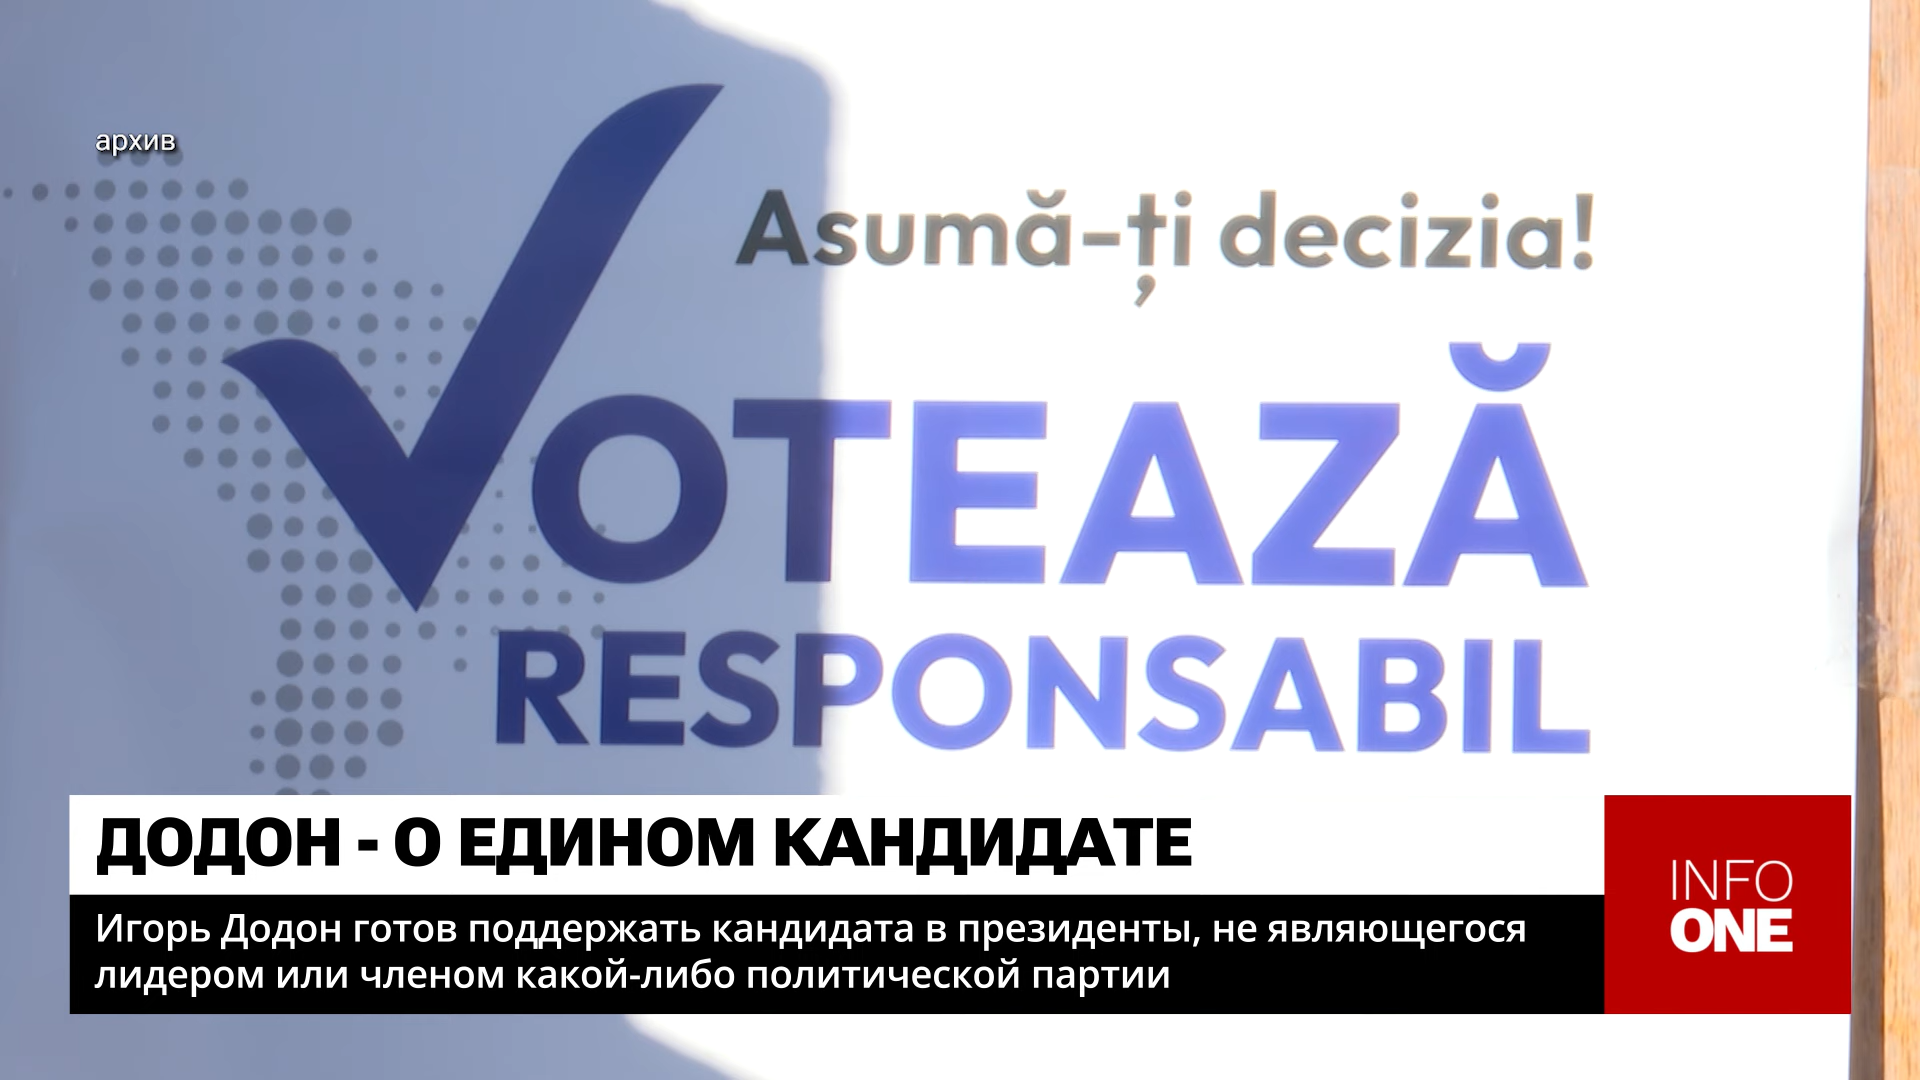 архив
Asumă-ți decizia!
VOTEAZĂ
RESPONSABIL
ДОДОН - О ЕДИНОМ КАНДИДАТЕ
Игорь Додон готов поддержать кандидата в президенты, не являющегося
лидером или членом какой-либо политической партии
INFO
ONE